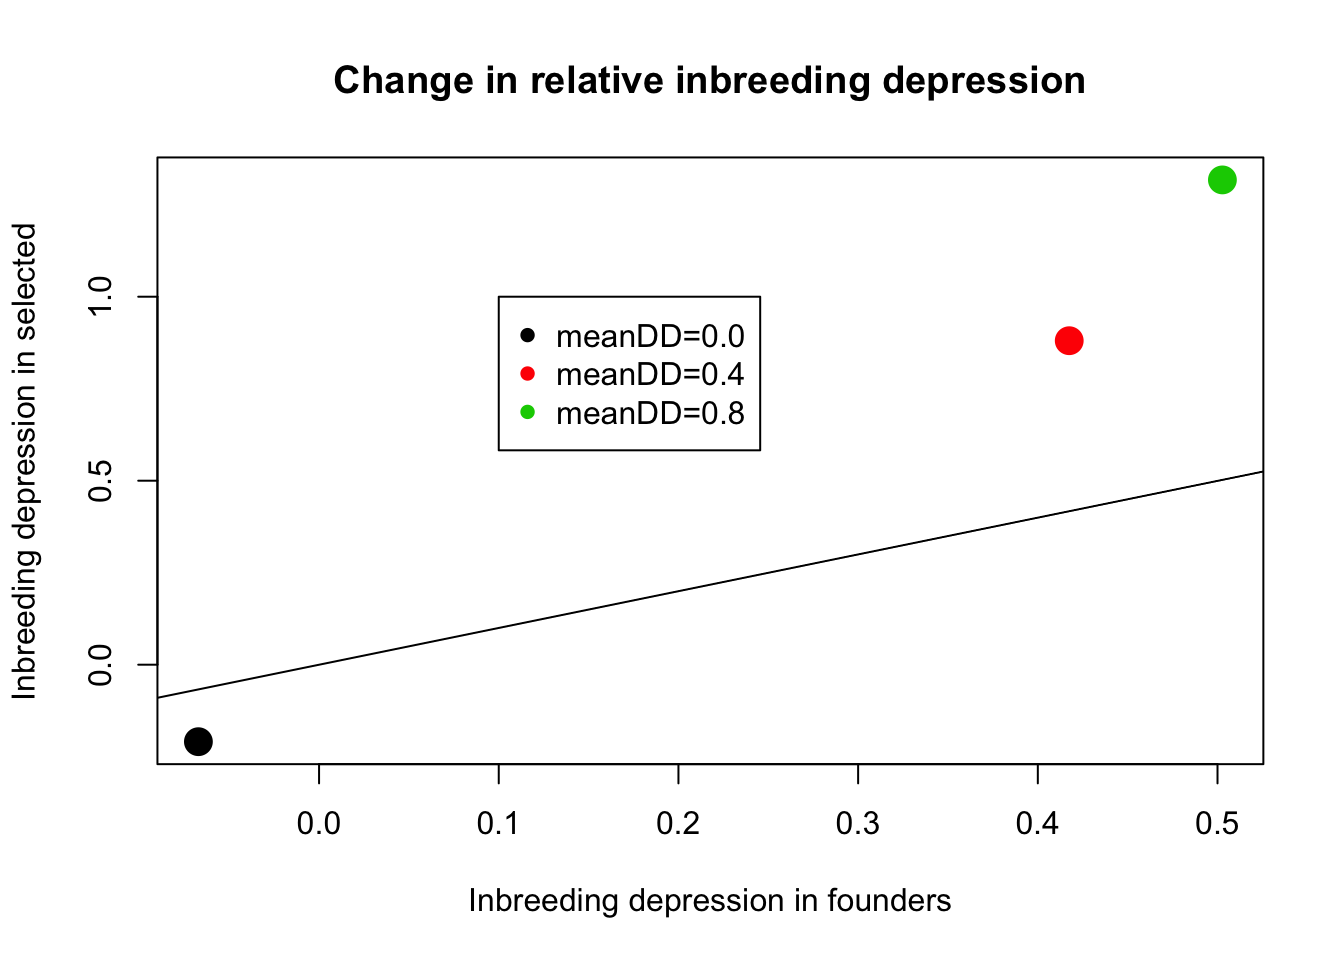 Change in relative inbreeding depression
Inbreeding depression in selected
1.0
0.5
0.0
meanDD=0.0
meanDD=0.4
meanDD=0.8
0.0 0.1 0.2 0.3 0.4 0.5
Inbreeding depression in founders